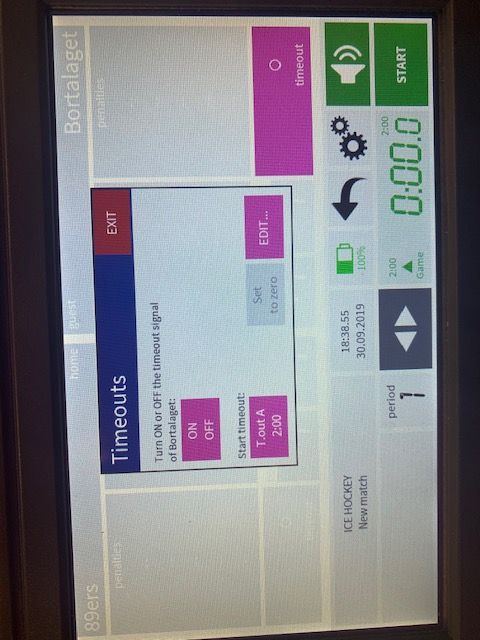 89ers
home
guest
Bortalaget
penalties
penalties
Timeouts
EXIT
Turn ON or OFF the timeout signal
of Bortalaget:
ON
OFF
Start timeout:
T.out A
2:00
Set
to zero
EDIT...
timeout
ICE HOCKEY
New match
18:38.55
30.09.2019
100%
period
1
2:00
Game
0:00.0
2:00
START